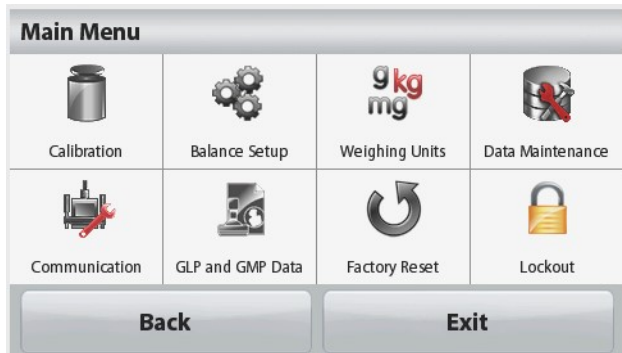 Main Menu
g kg
mg
Calibration
Balance Setup
Weighing Units
Data Maintenance
Communication
GLP and GMP Data
Factory Reset
Lockout
Back
Exit